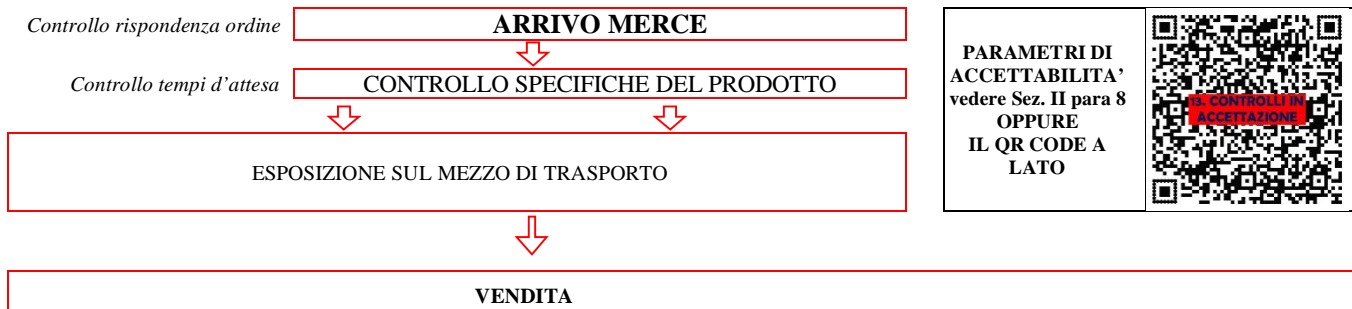 Controllo rispondenza ordine
ARRIVO MERCE
Controllo tempi d'attesa
CONTROLLO SPECIFICHE DEL PRODOTTO
ESPOSIZIONE SUL MEZZO DI TRASPORTO
PARAMETRI DI
ACCETTABILITA'
vedere Sez. II para 8
OPPURE
IL QR CODE A
LATO
13. CONTROLLI IN
ACCETTAZIONE
VENDITA